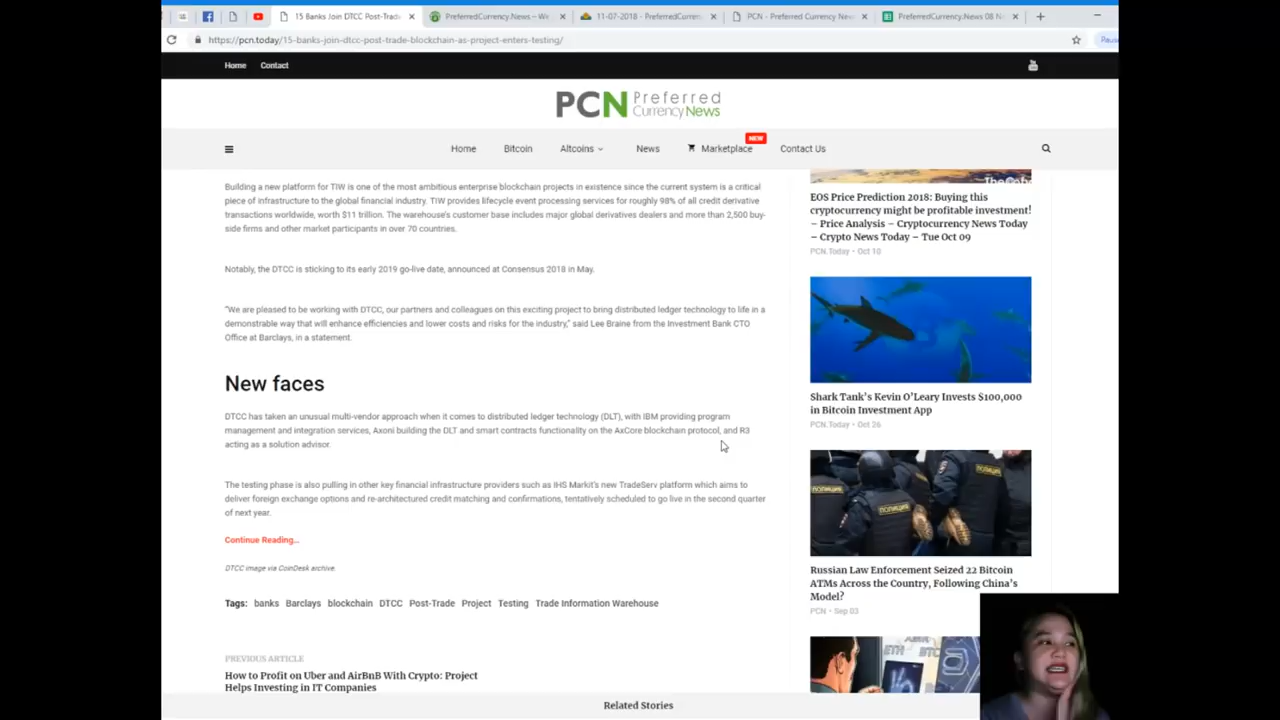 15 Banks Join DTCC Post-Trade
PreferredCurrency.News – We
11-07-2018 - PreferredCurren
PCN - Preferred Currency News
PreferredCurrency.News 08 N
https://pcn.today/15-banks-join-dtcc-post-trade-blockchain-as-project-enters-testing/
Home
Contact
PCN Preferred
CurrencyNews
NEW
Home
Bitcoin
Altcoins
News
Marketplace
Contact Us
Building a new platform for TIW is one of the most ambitious enterprise blockchain projects in existence since the current system is a critical
piece of infrastructure to the global financial industry. TIW provides lifecycle event processing services for roughly 98% of all credit derivative
transactions worldwide, worth $11 trillion. The warehouse's customer base includes major global derivatives dealers and more than 2,500 buy-
side firms and other market participants in over 70 countries.
Notably, the DTCC is sticking to its early 2019 go-live date, announced at Consensus 2018 in May.
"We are pleased to be working with DTCC, our partners and colleagues on this exciting project to bring distributed ledger technology to life in a
demonstrable way that will enhance efficiencies and lower costs and risks for the industry," said Lee Braine from the Investment Bank CTO
Office at Barclays, in a statement.
New faces
DTCC has taken an unusual multi-vendor approach when it comes to distributed ledger technology (DLT), with IBM providing program
management and integration services, Axoni building the DLT and smart contracts functionality on the AxCore blockchain protocol, and R3
acting as a solution advisor.
The testing phase is also pulling in other key financial infrastructure providers such as IHS Markit's new TradeServ platform which aims to
deliver foreign exchange options and re-architectured credit matching and confirmations, tentatively scheduled to go live in the second quarter
of next year.
Continue Reading...
DTCC image via CoinDesk archive.
Tags: banks Barclays blockchain DTCC Post-Trade Project Testing Trade Information Warehouse
PREVIOUS ARTICLE
How to Profit on Uber and AirBnB With Crypto: Project
Helps Investing in IT Companies
EOS Price Prediction 2018: Buying this
cryptocurrency might be profitable investment!
– Price Analysis – Cryptocurrency News Today
– Crypto News Today – Tue Oct 09
PCN.Today • Oct 10
Shark Tank's Kevin O'Leary Invests $100,000
in Bitcoin Investment App
PCN.Today • Oct 26
ПОЛИЦИЯ
ПОЛИЦИЯ
Russian Law Enforcement Seized 22 Bitcoin
ATMs Across the Country, Following China's
Model?
PCN • Sep 03
ETH
BTC
Related Stories